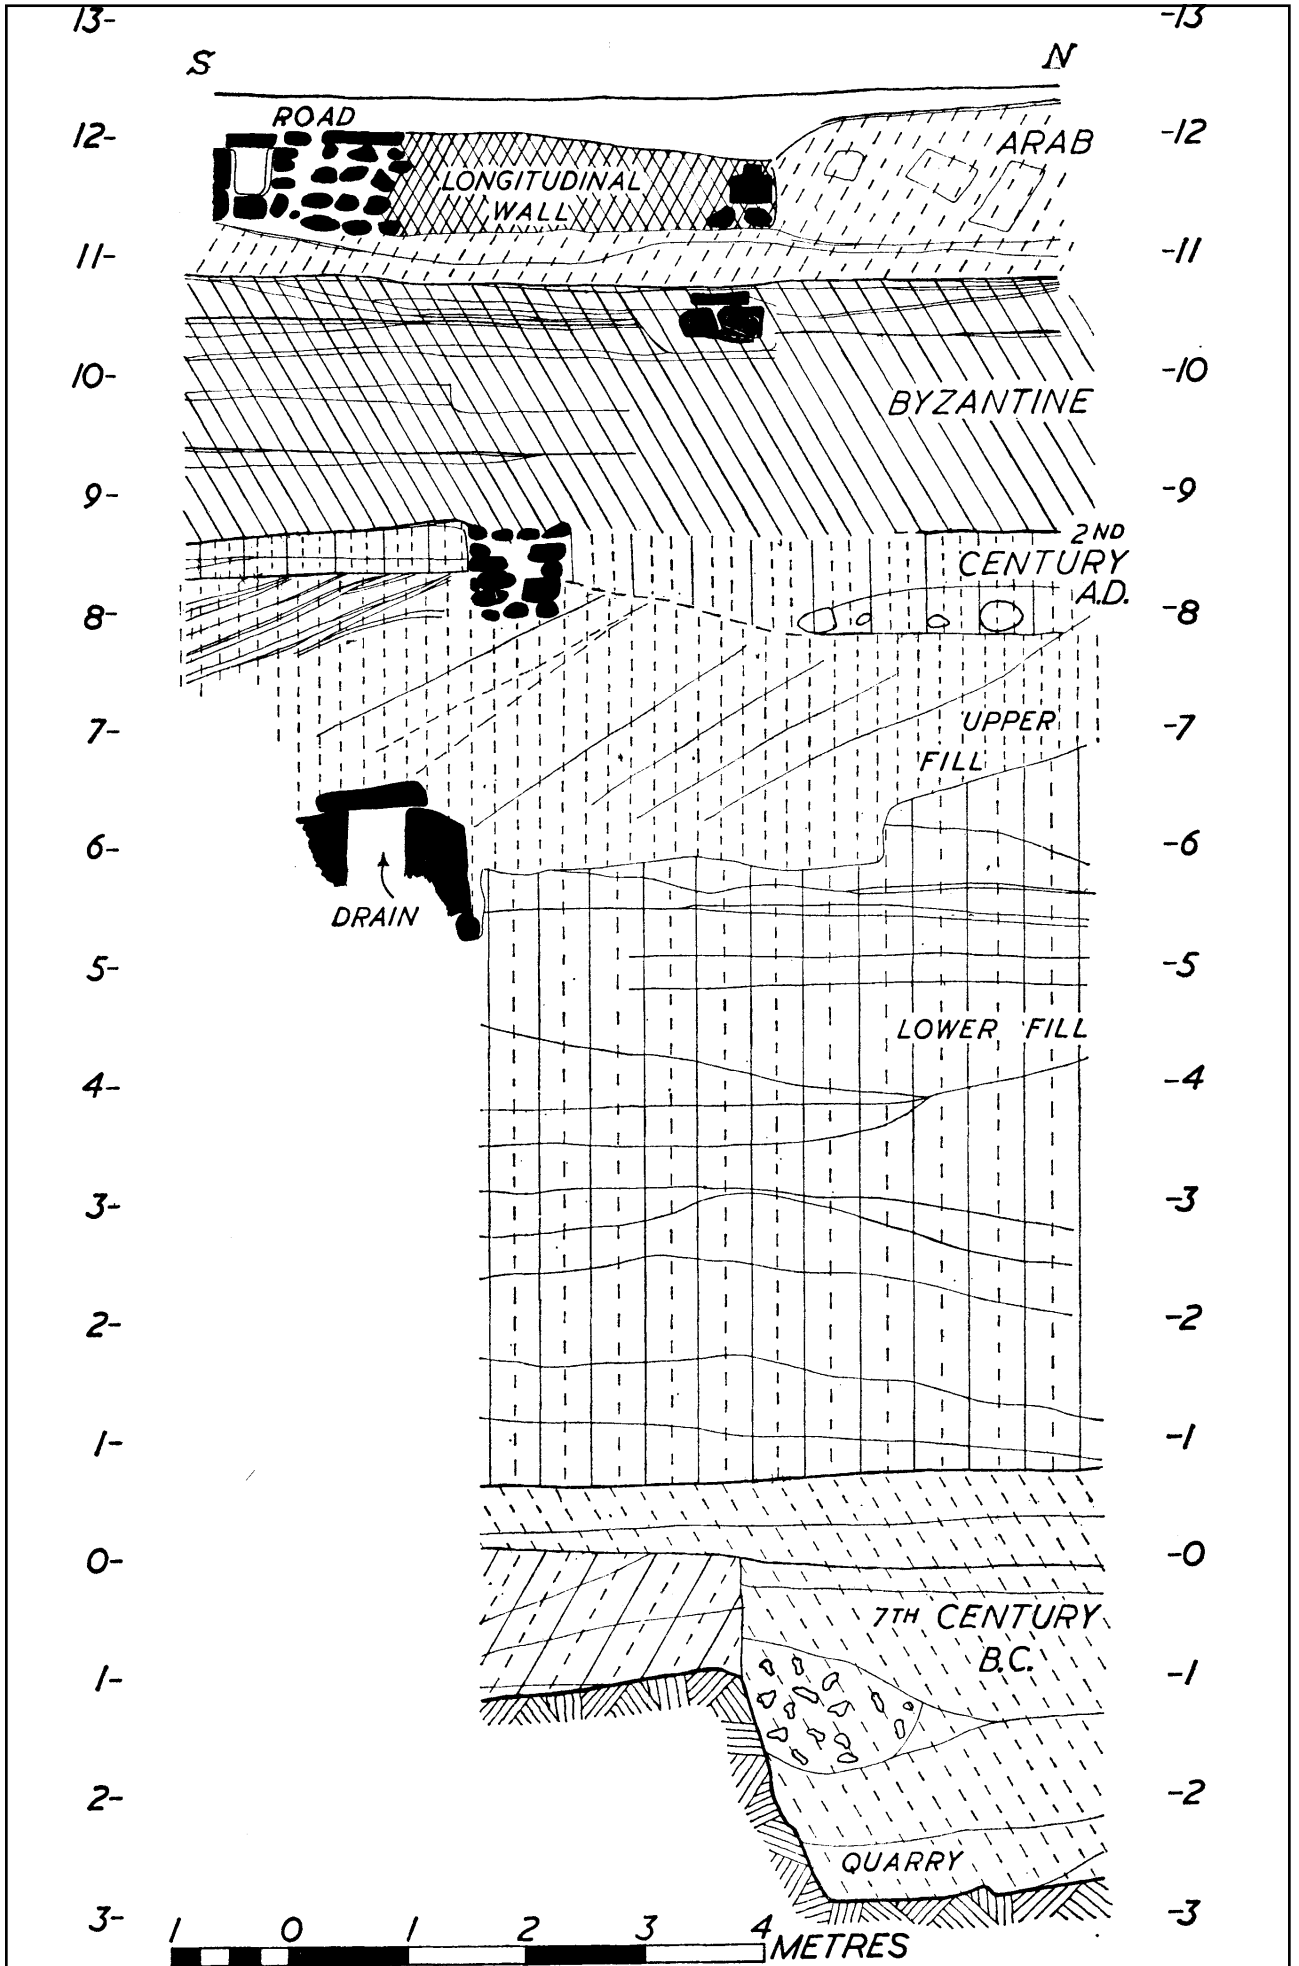 13- -13
S N
ROAD
12- ARAB -12
LONGITUDINAL
WALL
11- -11
10- -10
BYZANTINE
9- -9
2ND
CENTURY
A.D.
8- -8
7- UPPER -7
FILL
6- -6
DRAIN
5- -5
LOWER FILL
4- -4
3- -3
2- -2
1- -1
0- -0
7TH CENTURY
B.C.
1- -1
2- -2
QUARRY
3- -3
1 0 1 2 3 4 METRES